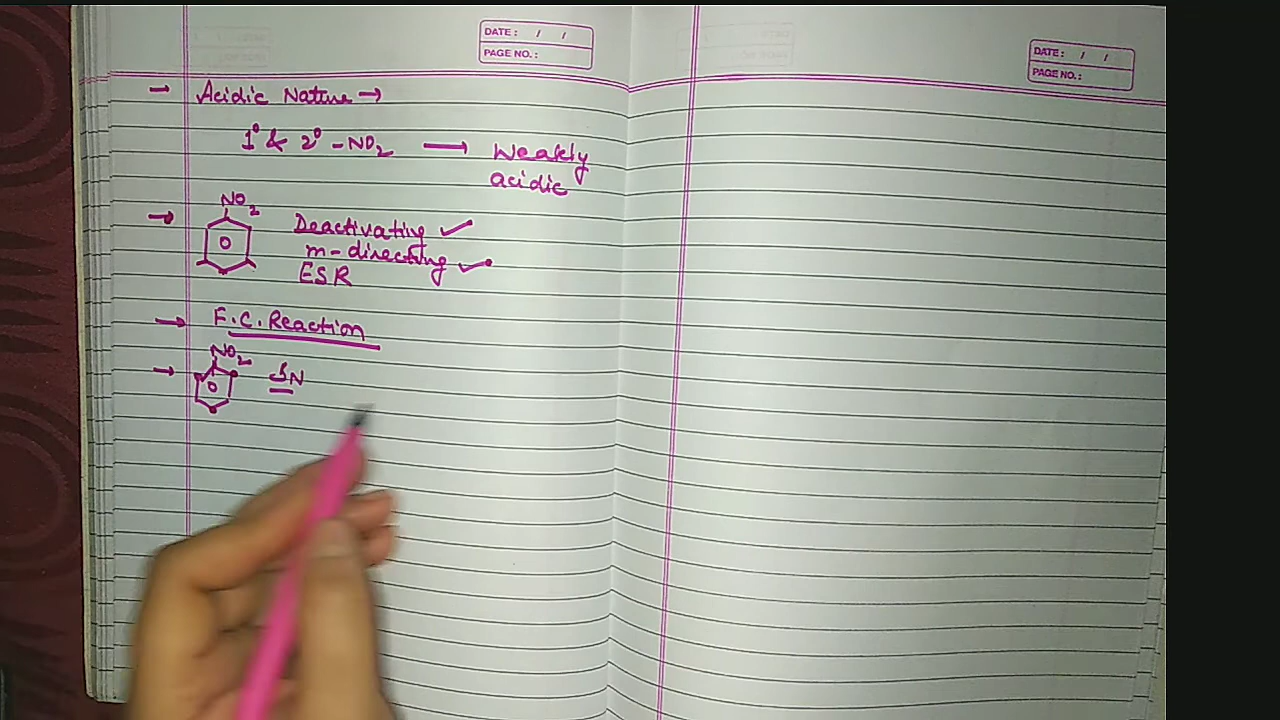 DATE: / /
PAGE NO.:
DATE: / /
PAGE NO.:
→ Acidic Nature →
1° & 2° - NO2 → Weakly
acidic
→ NO2
Deactivating ✓
m-directing ✓
ESR
→ F.C. Reaction
→ NO2
SN